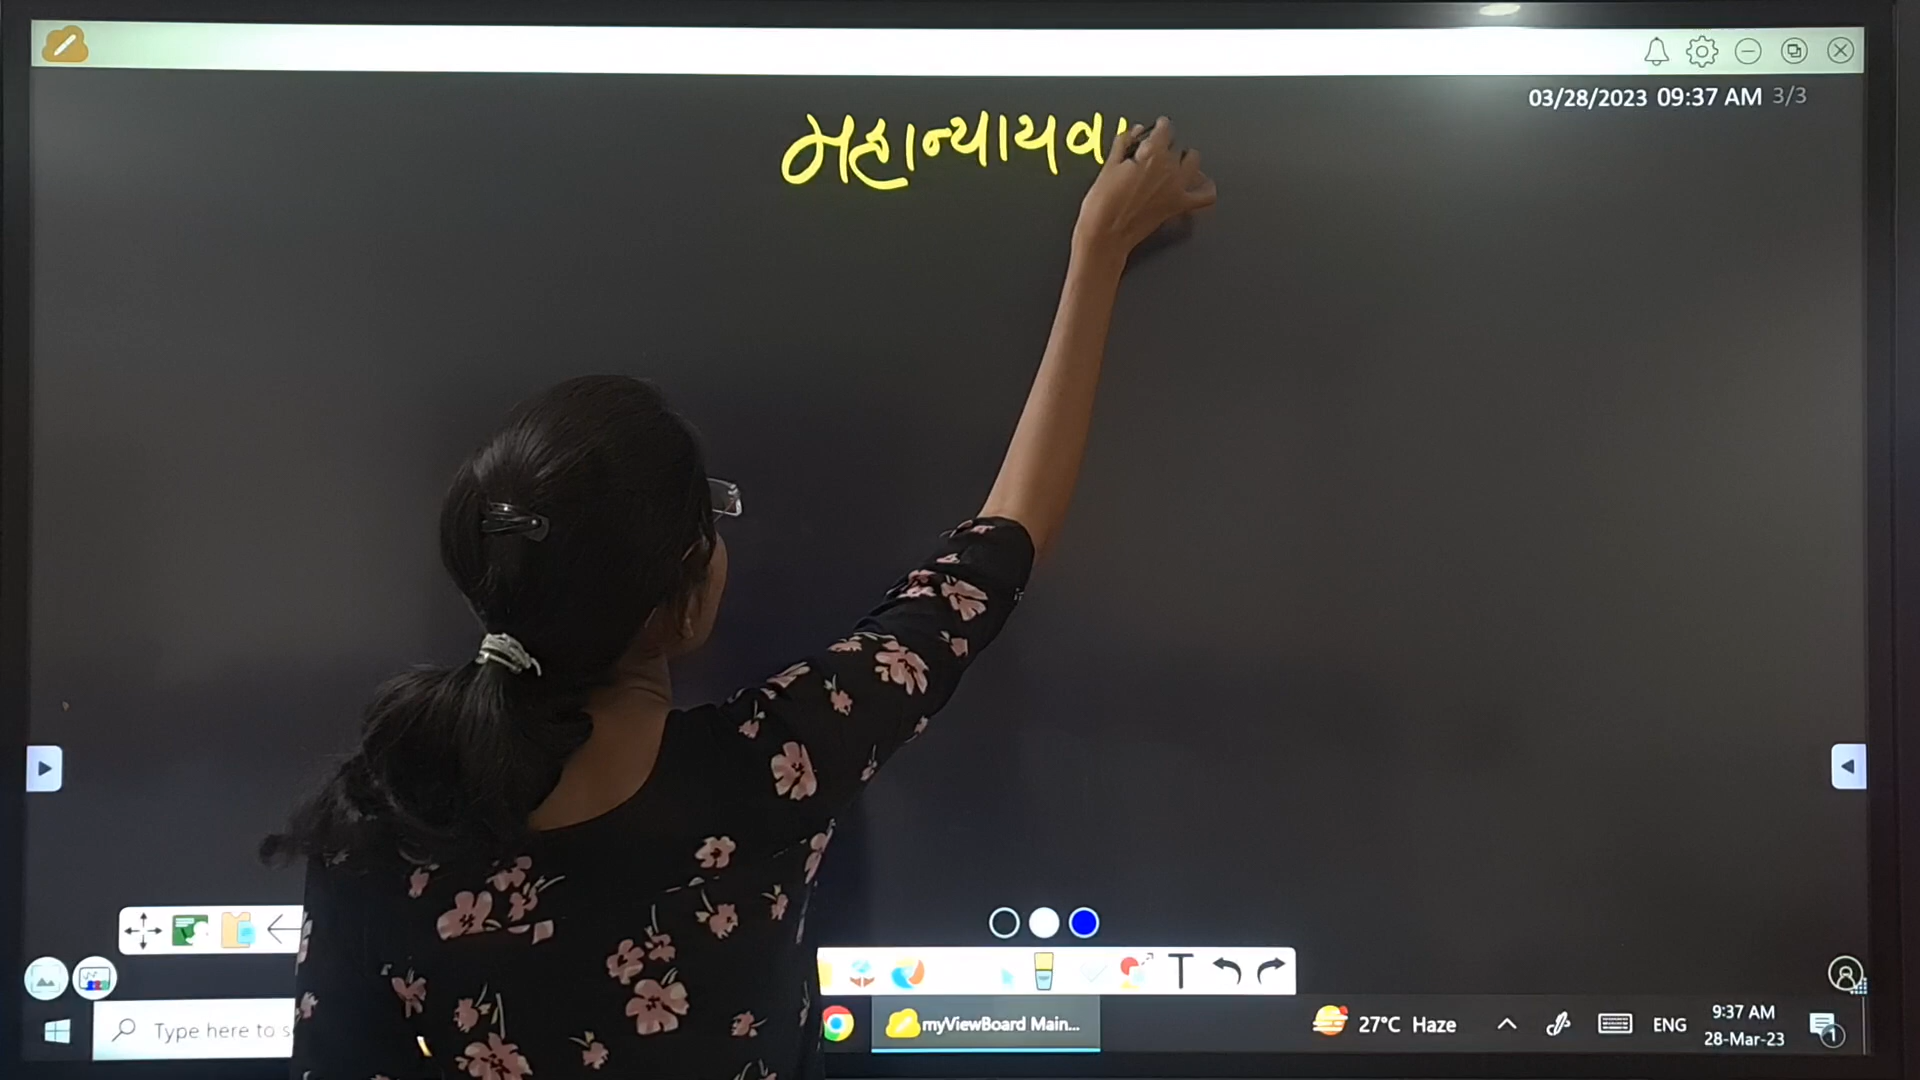 03/28/2023 09:37 AM 3/3
મહાન્યાયવા
T
Type here to s
myViewBoard Main...
27°C Haze
ENG
9:37 AM
28-Mar-23
1